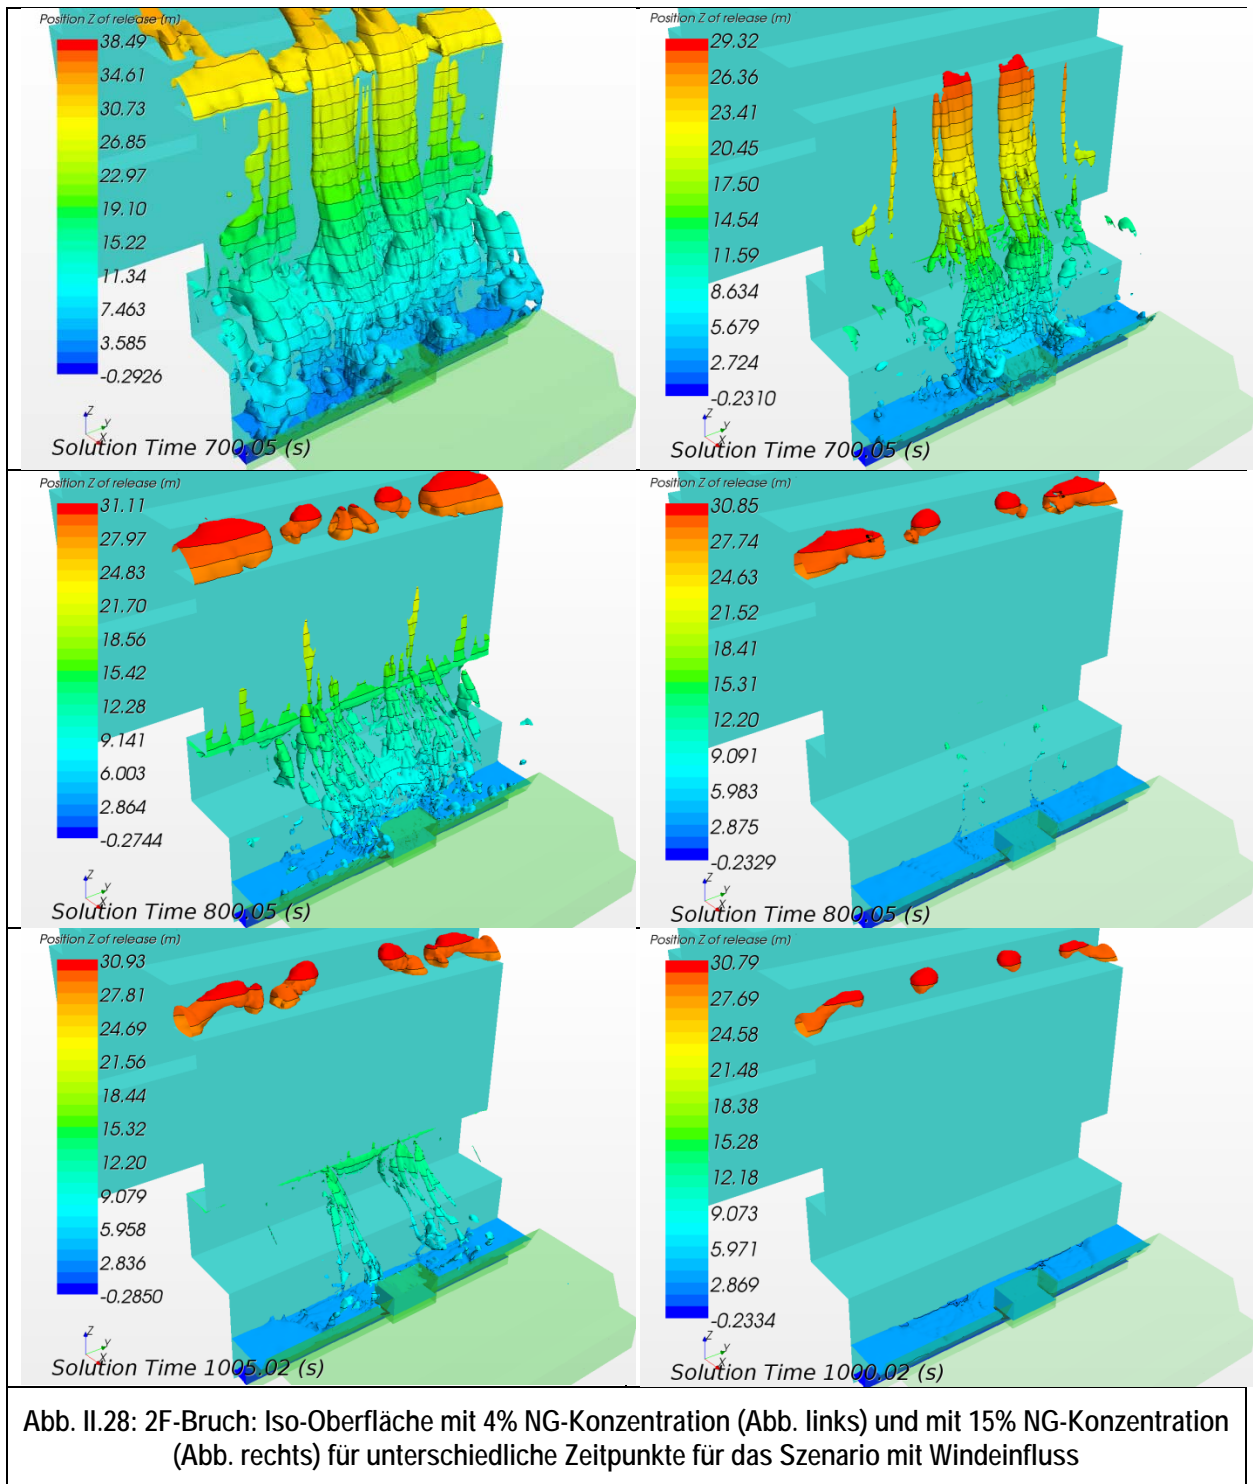 Position Z of release (m)
38.49
34.61
30.73
26.85
22.97
19.10
15.22
11.34
7.463
3.585
-0.2926
Z
Y
X
Solution Time 700.05 (s)
Position Z of release (m)
29.32
26.36
23.41
20.45
17.50
14.54
11.59
8.634
5.679
2.724
-0.2310
Z
Y
X
Solution Time 700.05 (s)
Position Z of release (m)
31.11
27.97
24.83
21.70
18.56
15.42
12.28
9.141
6.003
2.864
-0.2744
Z
Y
X
Solution Time 800.05 (s)
Position Z of release (m)
30.85
27.74
24.63
21.52
18.41
15.31
12.20
9.091
5.983
2.875
-0.2329
Z
Y
X
Solution Time 800.05 (s)
Position Z of release (m)
30.93
27.81
24.69
21.56
18.44
15.32
12.20
9.079
5.958
2.836
-0.2850
Z
Y
X
Solution Time 1005.02 (s)
Position Z of release (m)
30.79
27.69
24.58
21.48
18.38
15.28
12.18
9.073
5.971
2.869
-0.2334
Z
Y
X
Solution Time 1000.02 (s)
Abb. II.28: 2F-Bruch: Iso-Oberfläche mit 4% NG-Konzentration (Abb. links) und mit 15% NG-Konzentration
(Abb. rechts) für unterschiedliche Zeitpunkte für das Szenario mit Windeinfluss